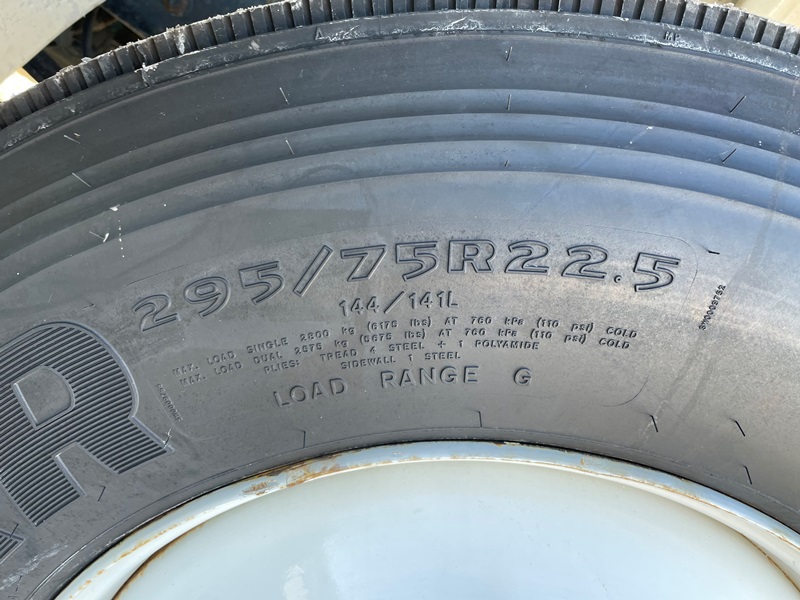 295/75R22.5
144/141L
MAX. LOAD SINGLE 2800 kg (6175 lbs) AT 760 kPa (110 psi) COLD
MAX. LOAD DUAL 2575 kg (5675 lbs) AT 760 kPa (110 psi) COLD
PLIES: TREAD 4 STEEL + 1 POLYAMIDE
SIDEWALL 1 STEEL
LOAD RANGE G
R